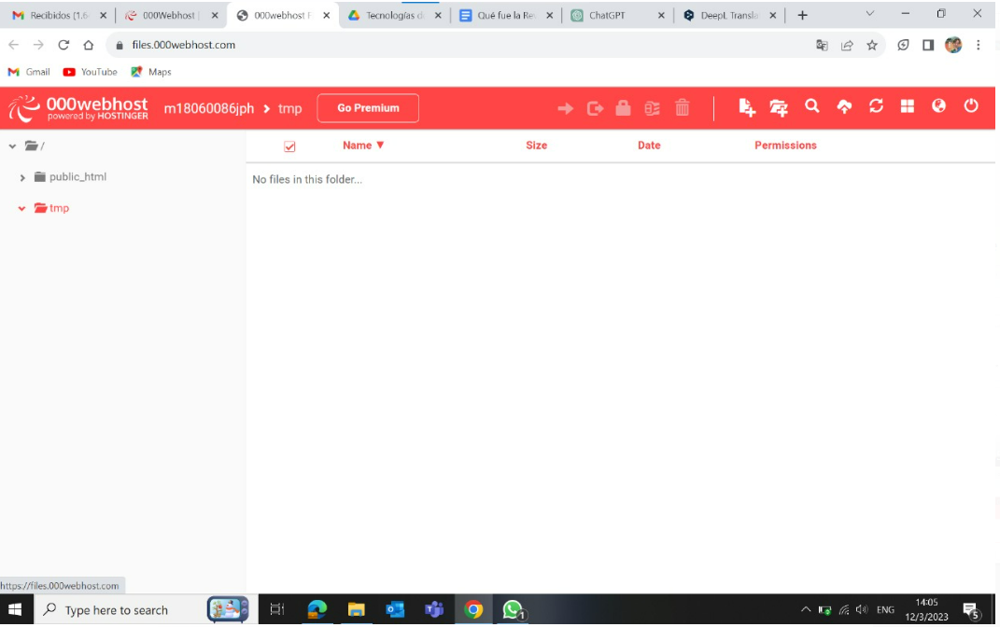 Recibidos (1.6
000Webhost |
000webhost F
Tecnologías d
Qué fue la Re
ChatGPT
DeepL Transla
files.000webhost.com
Gmail
YouTube
Maps
000webhost
powered by HOSTINGER
m18060086jph > tmp
Go Premium
/
Name ▼ Size Date Permissions
public_html
No files in this folder...
tmp
https://files.000webhost.com
Type here to search
1
ENG
14:05
12/3/2023
5